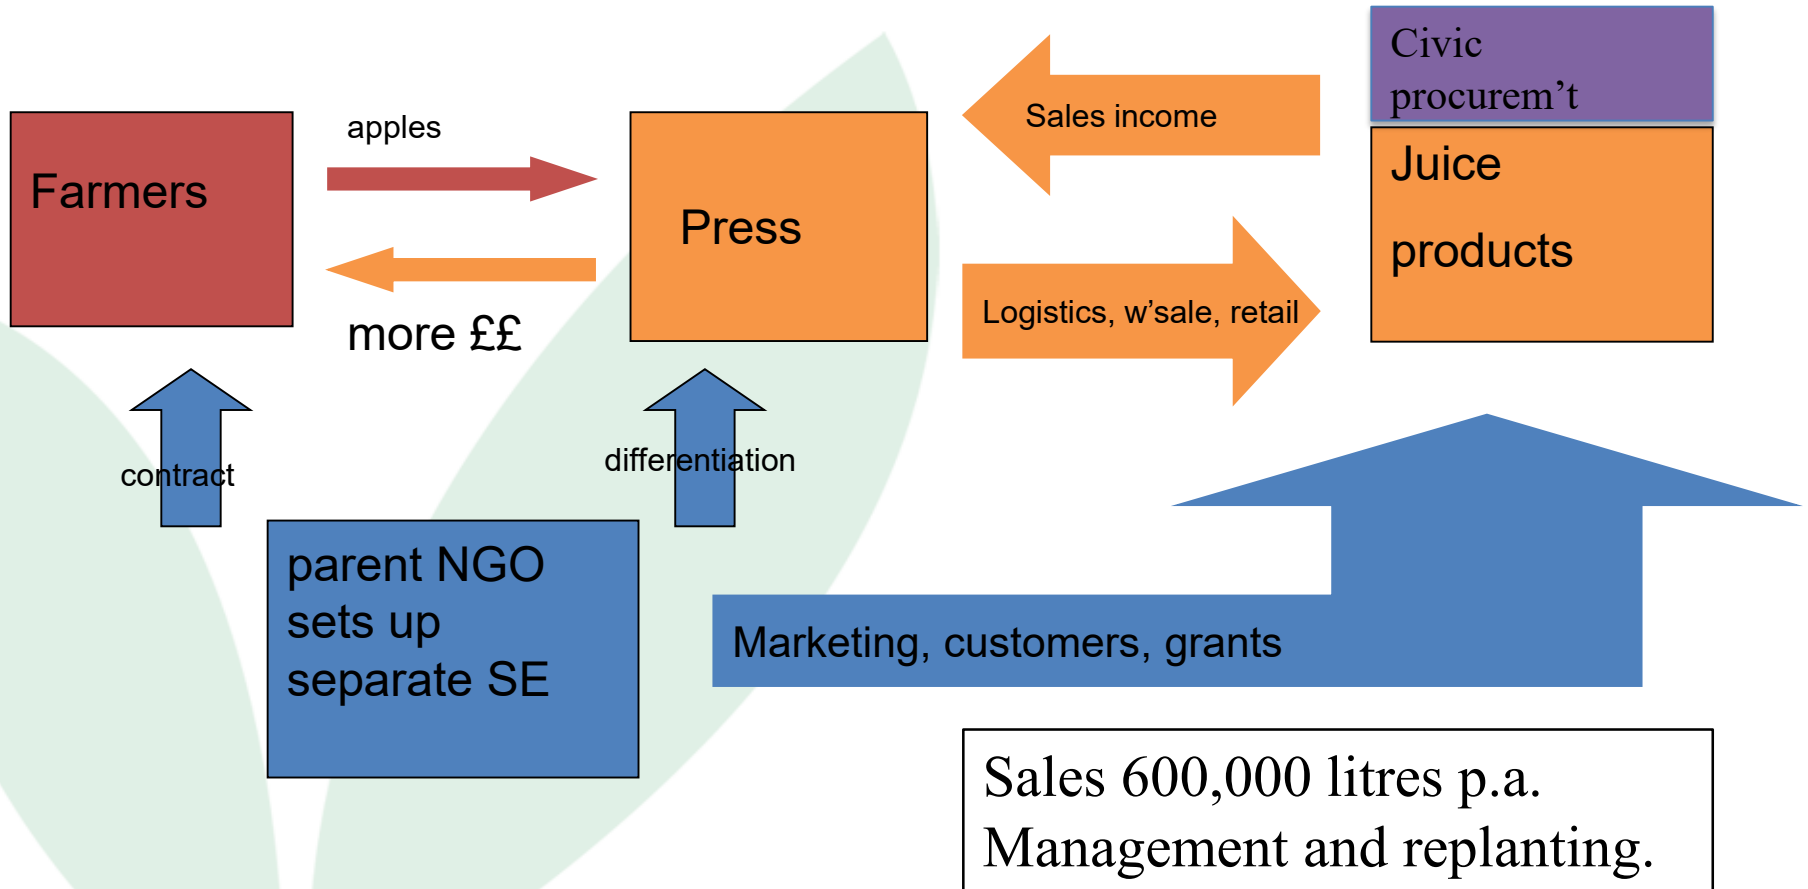 Civic
procurem’t
apples
Sales income
Farmers
Juice
Press
products
Logistics, w’sale, retail
more ££
contract
differentiation
parent NGO
sets up
separate SE
Marketing, customers, grants
Sales 600,000 litres p.a.
Management and replanting.